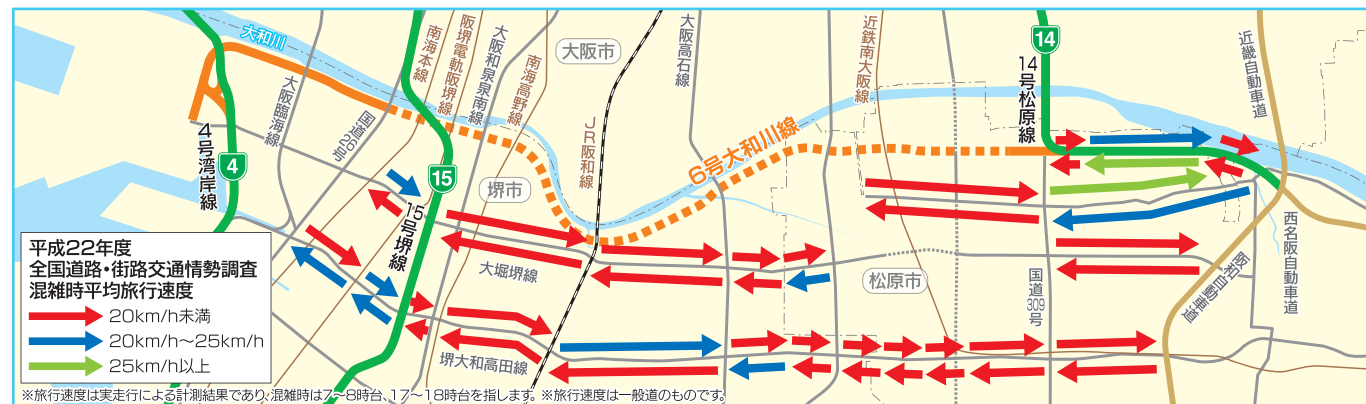 大和川
大阪臨海線
国道26号
南海本線
阪堺電軌阪堺線
大阪和泉泉南線
南海高野線
大阪市
JR阪和線
大阪高石線
近鉄南大阪線
14
14号松原線
近畿自動車道
4号湾岸線
4
15
15号堺線
堺市
6号大和川線
大堀堺線
松原市
国道309号
阪和自動車道
西名阪自動車道
堺大和高田線
平成22年度
全国道路・街路交通情勢調査
混雑時平均旅行速度
20km/h未満
20km/h～25km/h
25km/h以上
※旅行速度は実走行による計測結果であり、混雑時は7～8時台、17～18時台を指します。※旅行速度は一般道のものです。